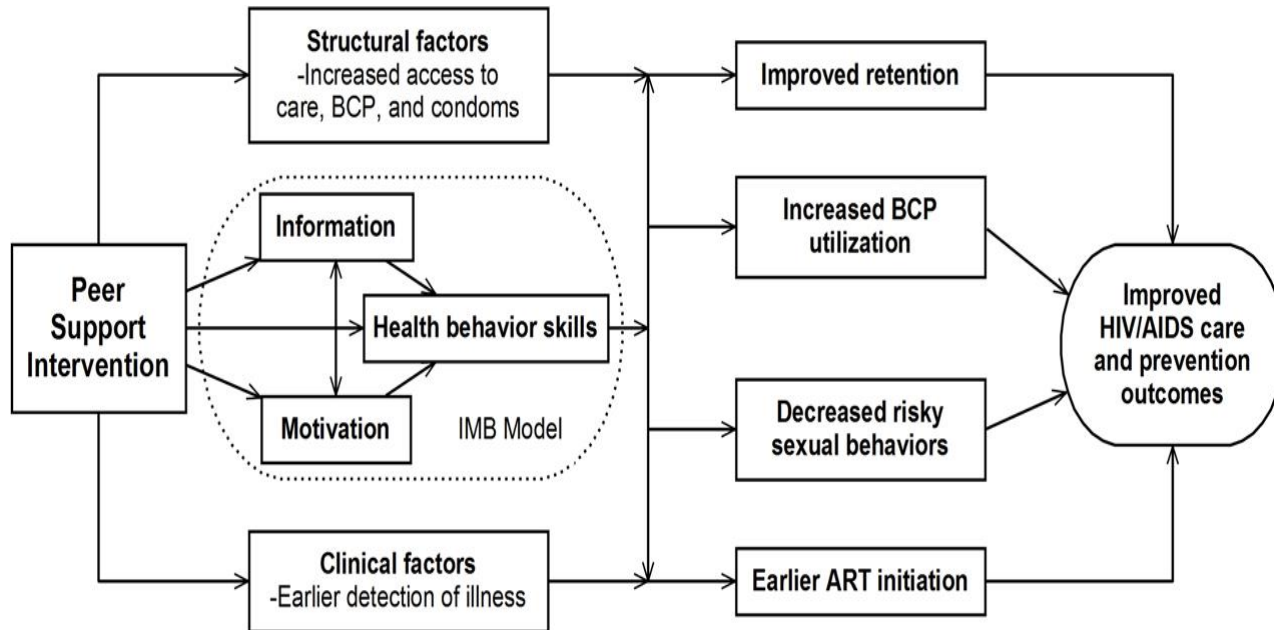 Structural factors
-Increased access to
care, BCP, and condoms
Improved retention
Information
Increased BCP
utilization
Peer
Support
Intervention
Health behavior skills
Improved
HIV/AIDS care
and prevention
outcomes
Motivation
IMB Model
Decreased risky
sexual behaviors
Clinical factors
-Earlier detection of illness
Earlier ART initiation